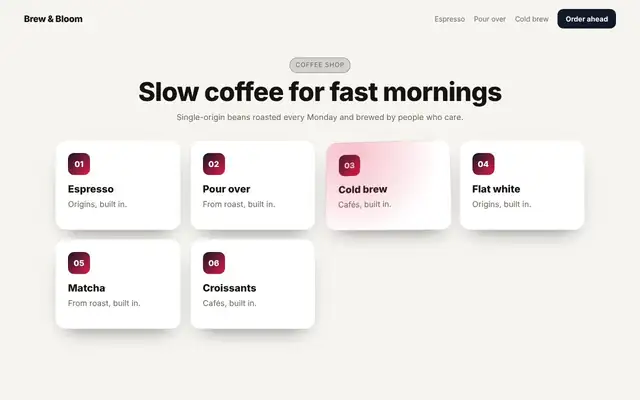 Brew & Bloom
Espresso Pour over Cold brew Order ahead
COFFEE SHOP
Slow coffee for fast mornings
Single-origin beans roasted every Monday and brewed by people who care.
01
Espresso
Origins, built in.
02
Pour over
From roast, built in.
03
Cold brew
Cafés, built in.
04
Flat white
Origins, built in.
05
Matcha
From roast, built in.
06
Croissants
Cafés, built in.